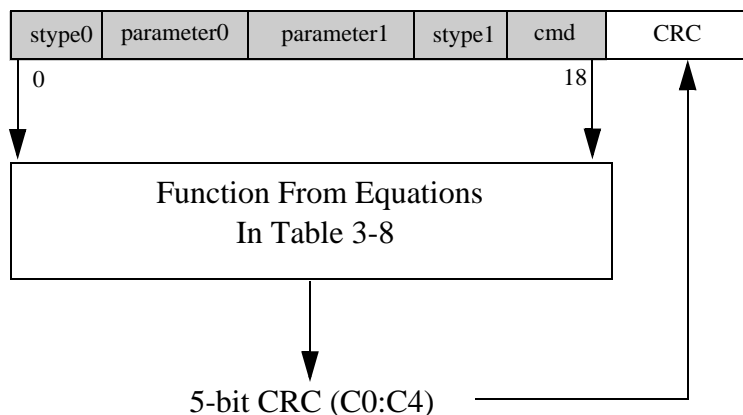 stype0 parameter0 parameter1 stype1 cmd CRC
0 18
Function From Equations
In Table 3-8
5-bit CRC (C0:C4)